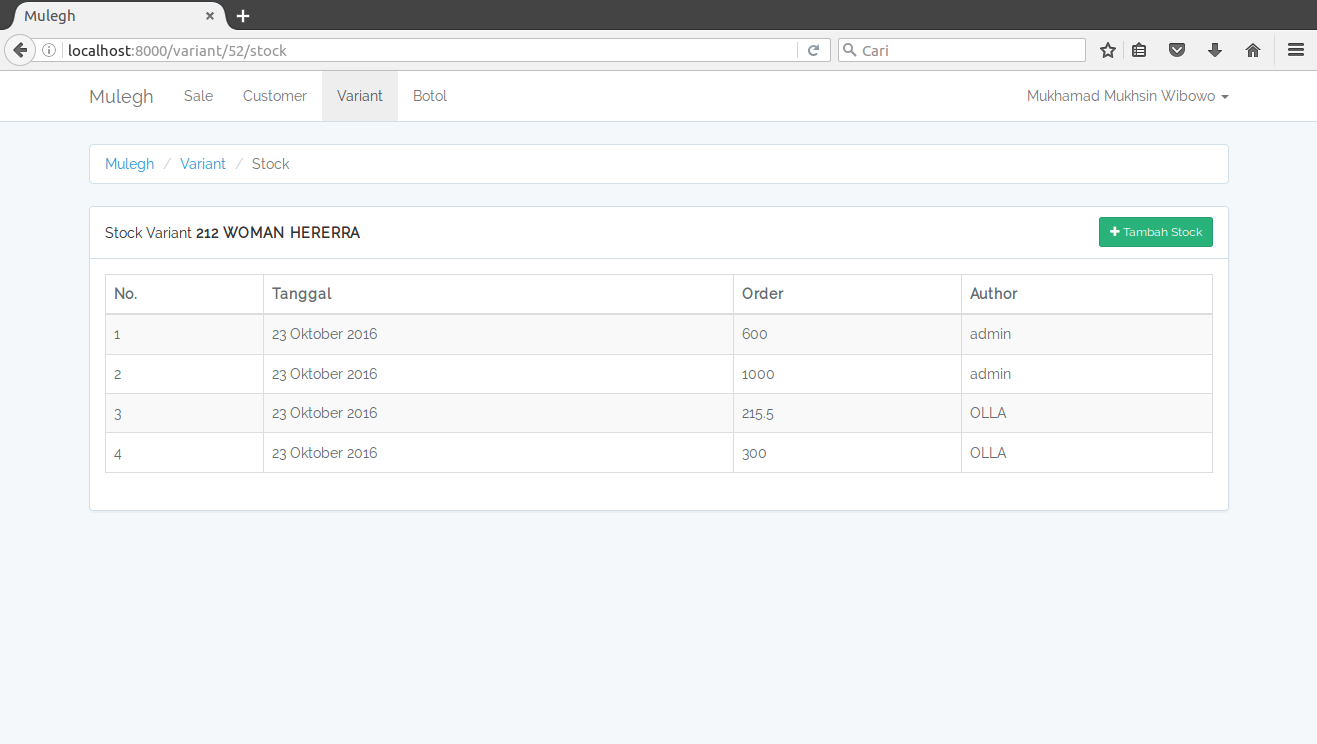 Mulegh
localhost:8000/variant/52/stock
Cari
Mulegh Sale Customer Variant Botol Mukhamad Mukhsin Wibowo
Mulegh / Variant / Stock
Stock Variant 212 WOMAN HERERRA
Tambah Stock
No. Tanggal Order Author
1 23 Oktober 2016 600 admin
2 23 Oktober 2016 1000 admin
3 23 Oktober 2016 215.5 OLLA
4 23 Oktober 2016 300 OLLA